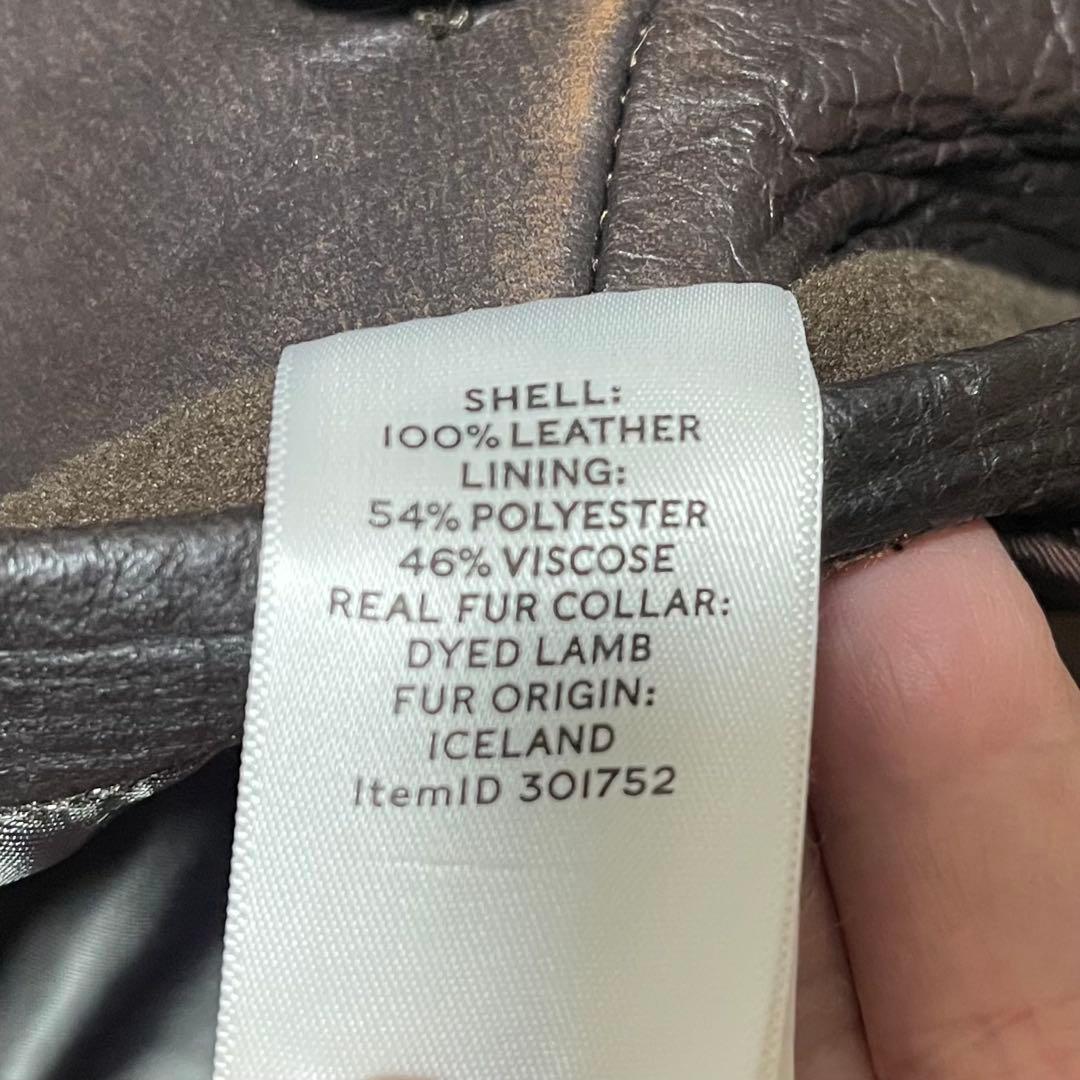 SHELL:
100% LEATHER
LINING:
54% POLYESTER
46% VISCOSE
REAL FUR COLLAR:
DYED LAMB
FUR ORIGIN:
ICELAND
ItemID 301752